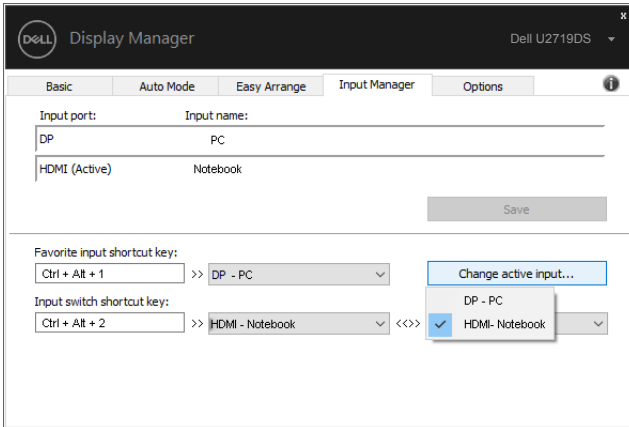 x
DELL Display Manager Dell U2719DS
Basic Auto Mode Easy Arrange Input Manager Options i
Input port: Input name:
DP PC
HDMI (Active) Notebook
Save
Favorite input shortcut key:
Ctrl + Alt + 1 >> DP - PC Change active input...
DP - PC
Input switch shortcut key:
Ctrl + Alt + 2 >> HDMI - Notebook <<>> HDMI- Notebook